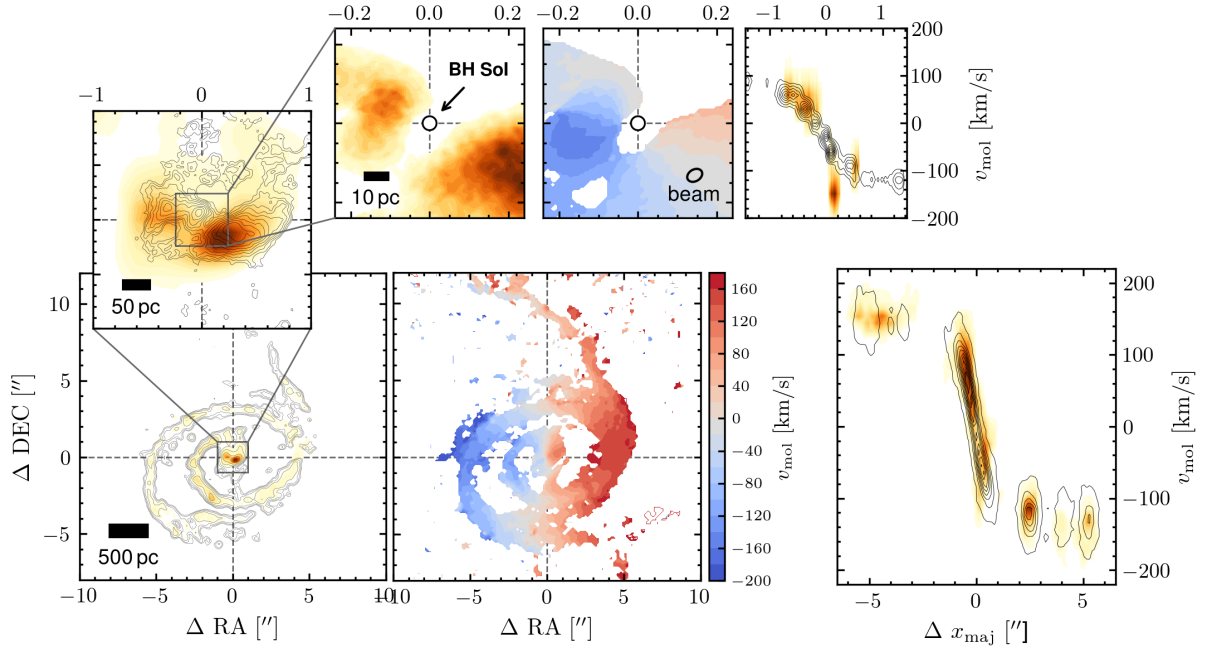 −0.2 0.0 0.2
−0.2 0.0 0.2
−1 0 1
200
100
0
−100
−200
v_mol [km/s]
BH Sol
10 pc
beam
−1 0 1
50 pc
10
5
0
−5
Δ DEC ["]
500 pc
−10 −5 0 5 10
Δ RA ["]
−10 −5 0 5 10
Δ RA ["]
160
120
80
40
0
−40
−80
−120
−160
−200
v_mol [km/s]
200
100
0
−100
−200
v_mol [km/s]
−5 0 5
Δ x_maj ["]